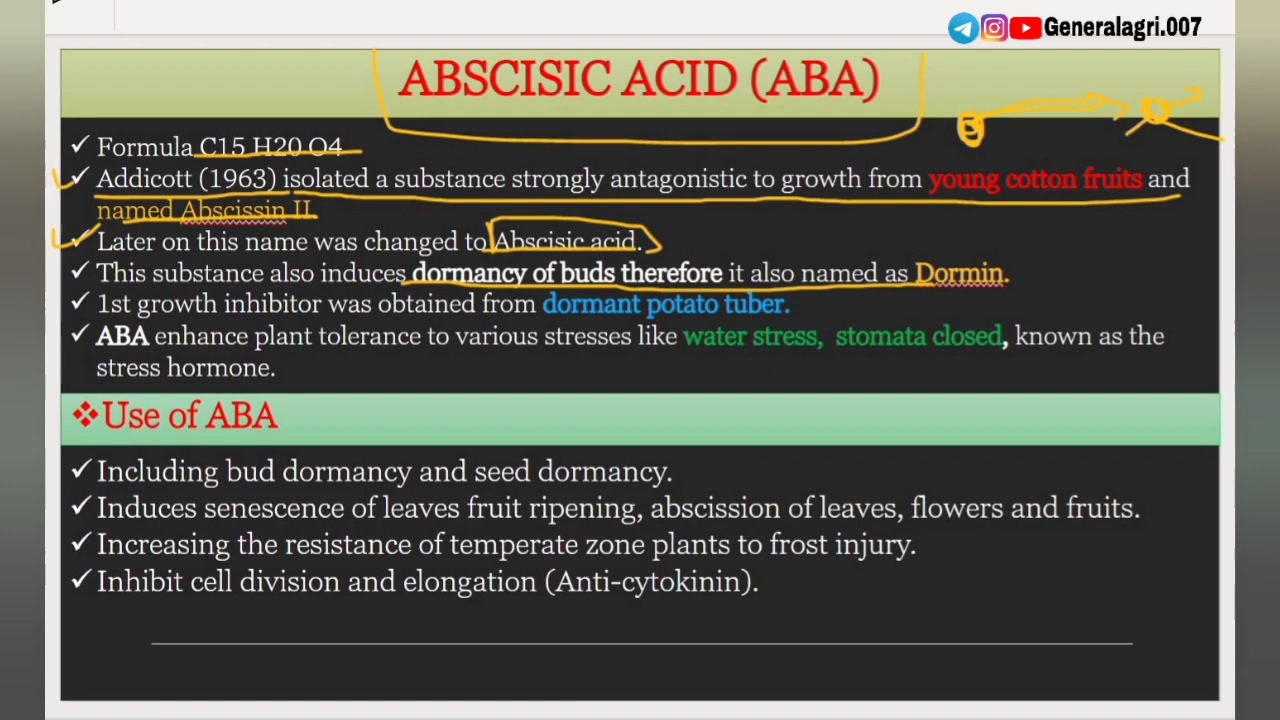 Generalagri.007
ABSCISIC ACID (ABA)
✓ Formula C15 H20 O4
✓ Addicott (1963) isolated a substance strongly antagonistic to growth from young cotton fruits and
named Abscissin II.
✓ Later on this name was changed to Abscisic acid.
✓ This substance also induces dormancy of buds therefore it also named as Dormin.
✓ 1st growth inhibitor was obtained from dormant potato tuber.
✓ ABA enhance plant tolerance to various stresses like water stress, stomata closed, known as the
stress hormone.
❖Use of ABA
✓ Including bud dormancy and seed dormancy.
✓ Induces senescence of leaves fruit ripening, abscission of leaves, flowers and fruits.
✓ Increasing the resistance of temperate zone plants to frost injury.
✓ Inhibit cell division and elongation (Anti-cytokinin).